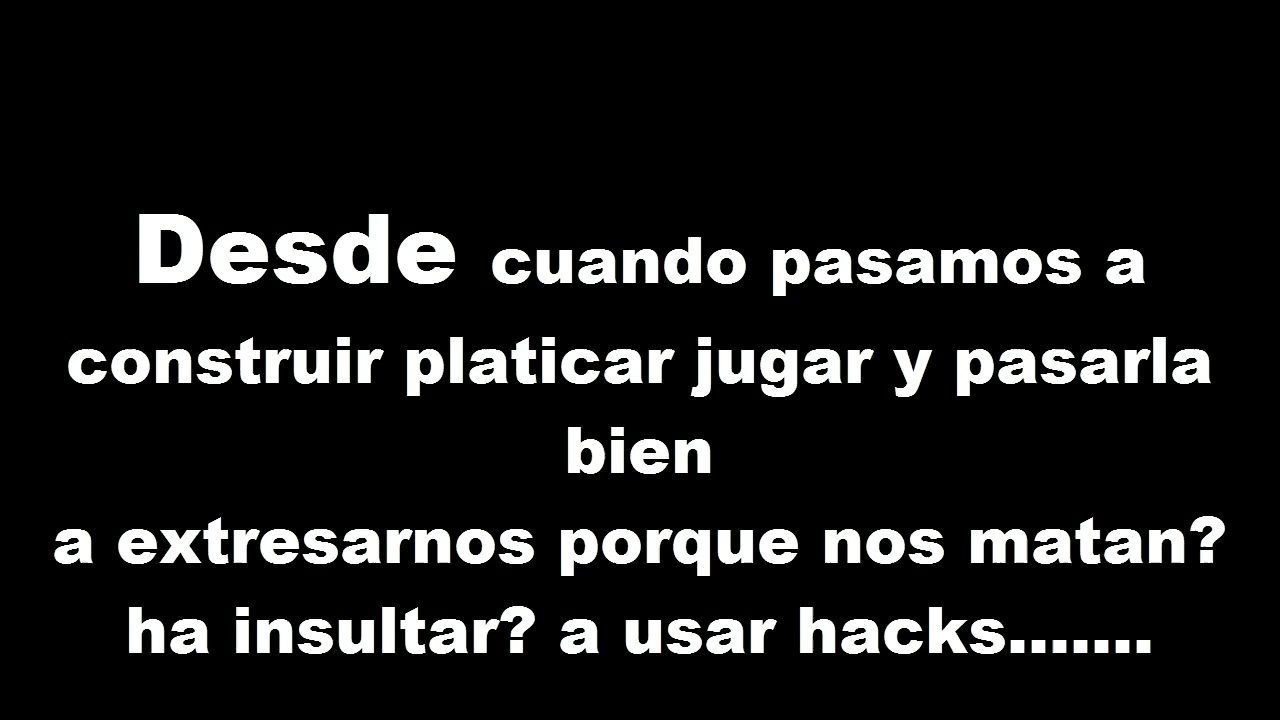 Desde cuando pasamos a
construir platicar jugar y pasarla
bien
a extresarnos porque nos matan?
ha insultar? a usar hacks.......